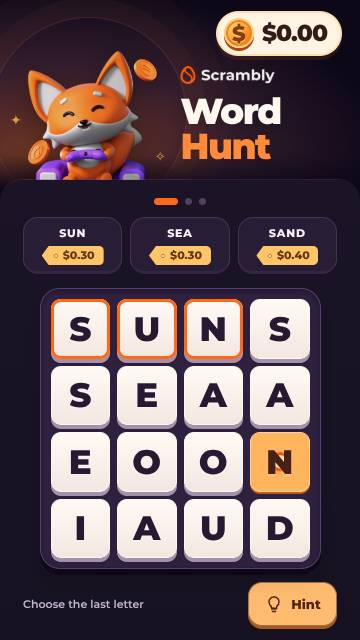 $0.00
Scrambly
Word
Hunt
SUN SEA SAND
$0.30 $0.30 $0.40
S U N S
S E A A
E O O N
I A U D
Choose the last letter
Hint